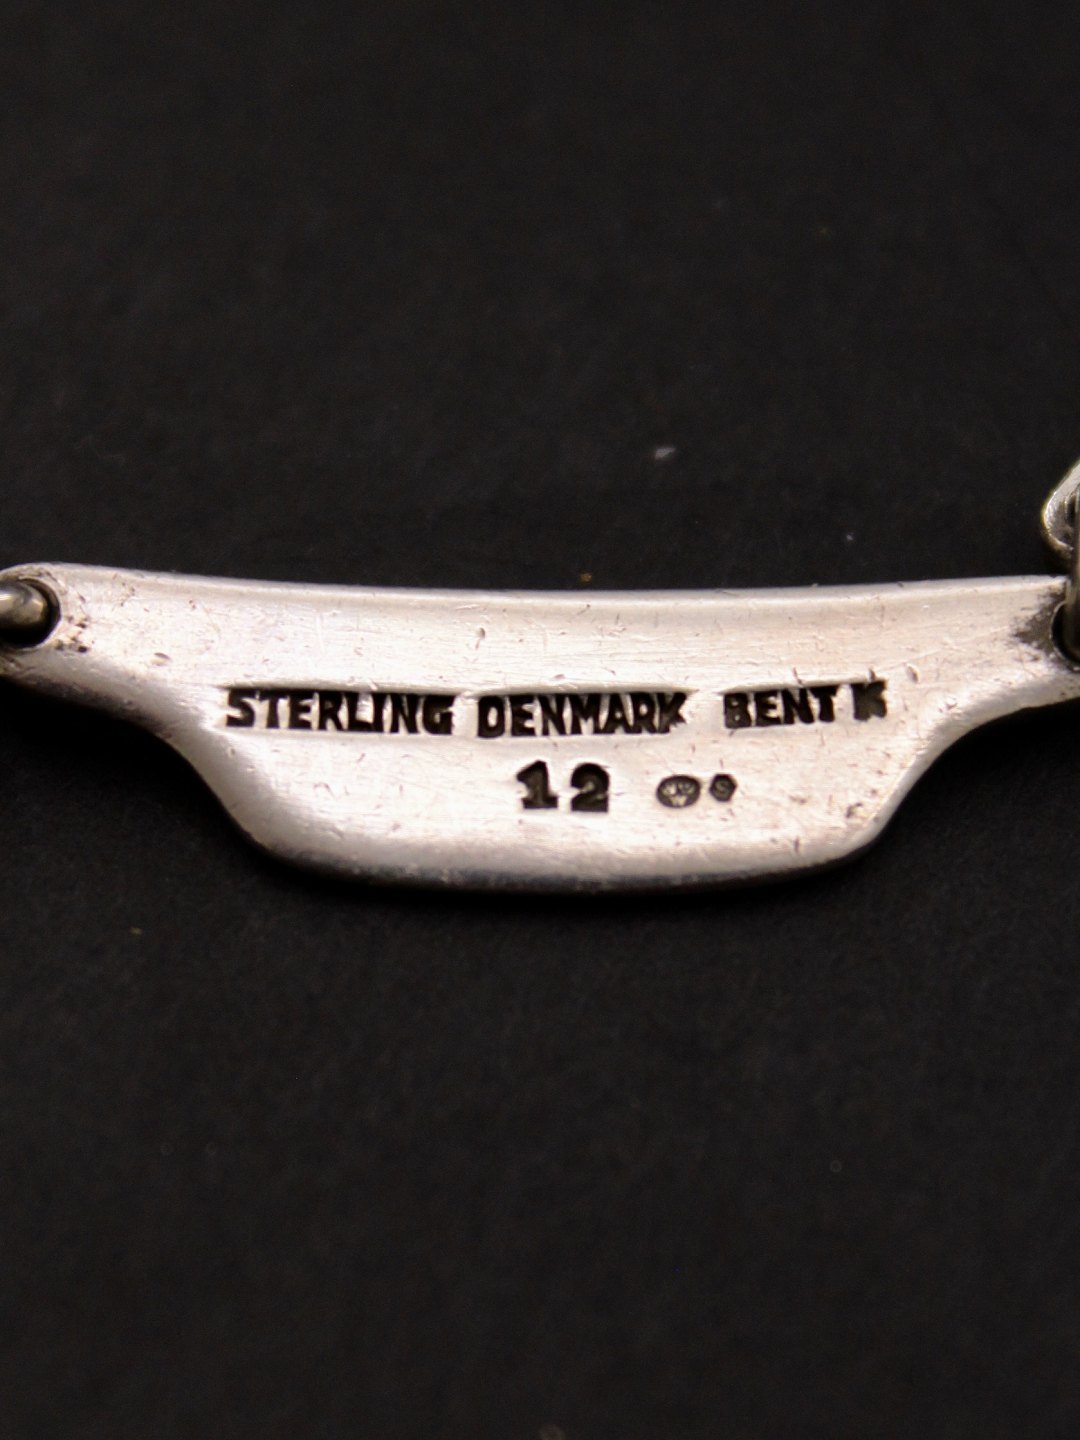 STERLING DENMARK BENT K
12